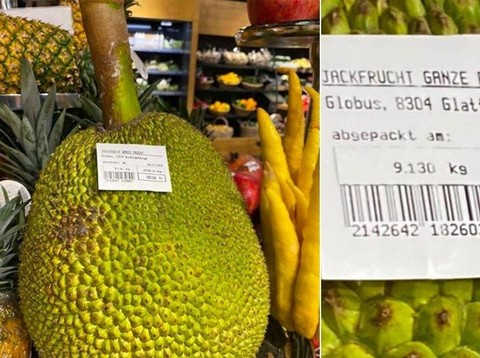 JACKFRUCHT GANZE
Globus, 8304 Glat
abgepackt am:
9.130 kg
2142642 18260